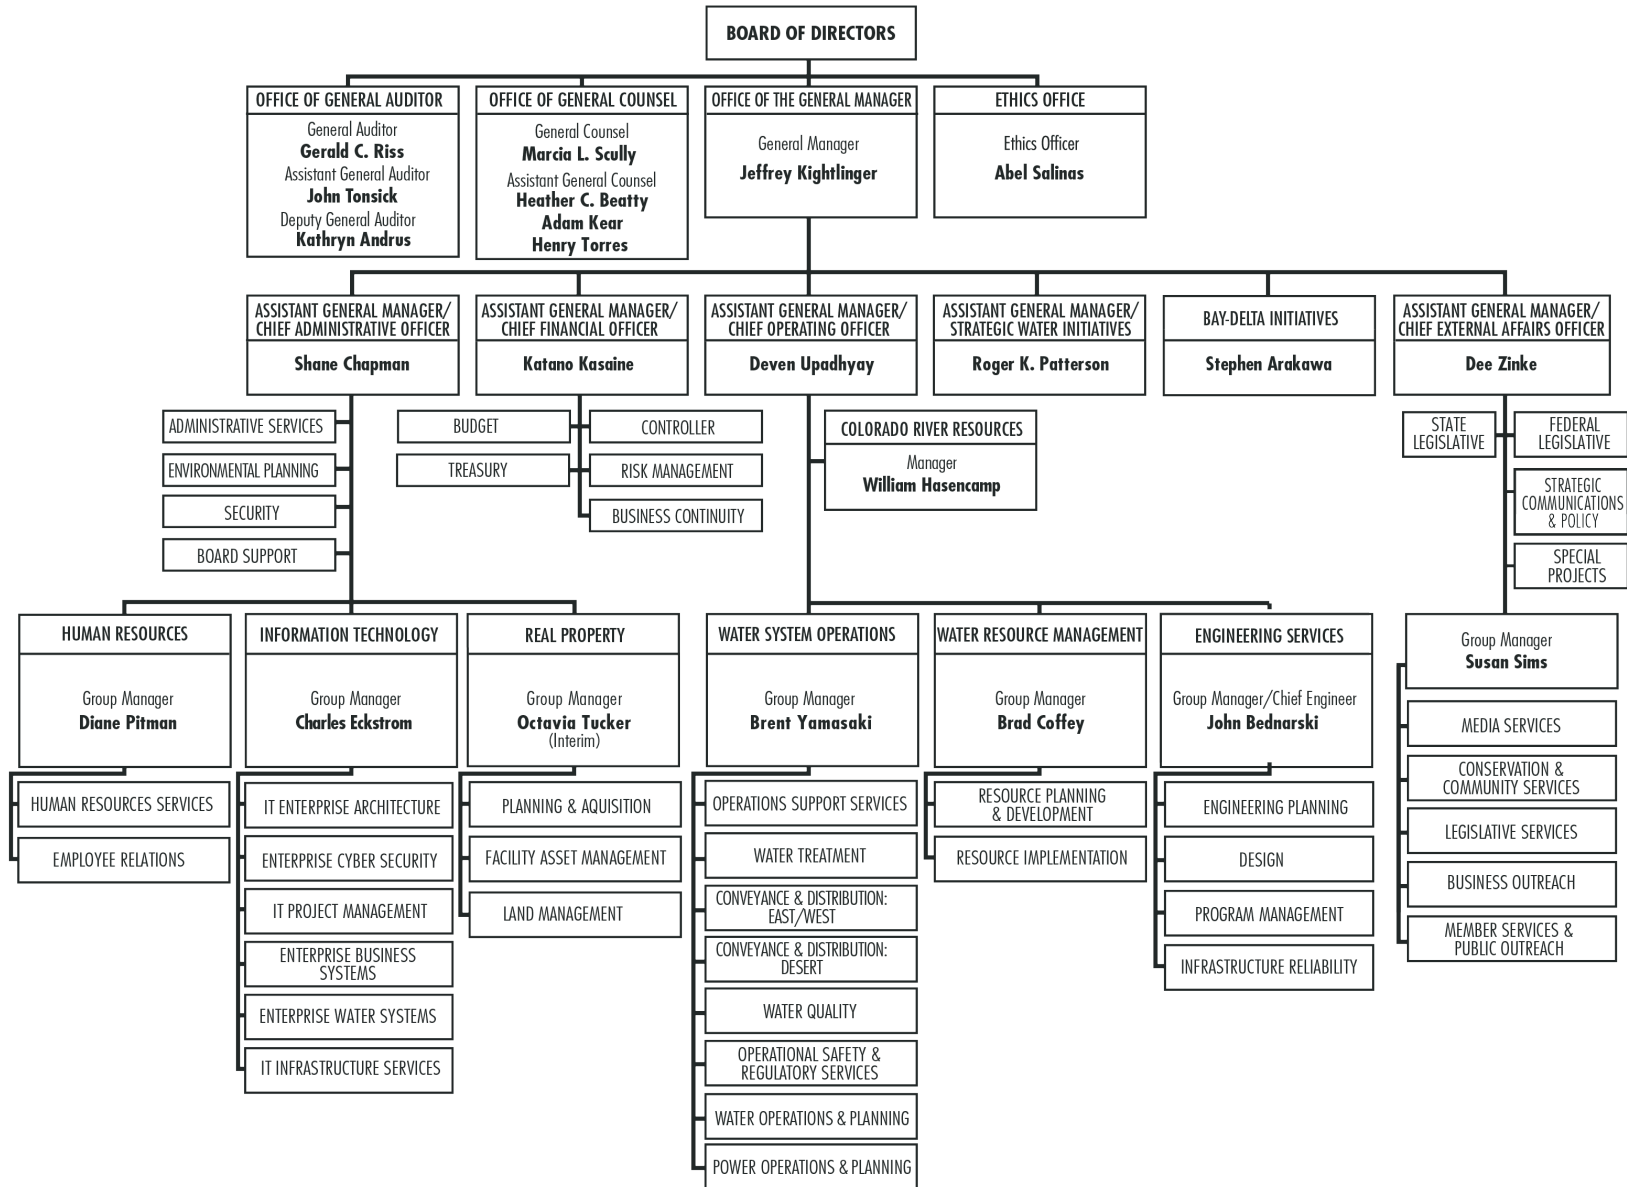 BOARD OF DIRECTORS
OFFICE OF GENERAL AUDITOR
General Auditor
Gerald C. Riss
Assistant General Auditor
John Tonsick
Deputy General Auditor
Kathryn Andrus
OFFICE OF GENERAL COUNSEL
General Counsel
Marcia L. Scully
Assistant General Counsel
Heather C. Beatty
Adam Kear
Henry Torres
OFFICE OF THE GENERAL MANAGER
General Manager
Jeffrey Kightlinger
ETHICS OFFICE
Ethics Officer
Abel Salinas
ASSISTANT GENERAL MANAGER/
CHIEF ADMINISTRATIVE OFFICER
Shane Chapman
ASSISTANT GENERAL MANAGER/
CHIEF FINANCIAL OFFICER
Katano Kasaine
ASSISTANT GENERAL MANAGER/
CHIEF OPERATING OFFICER
Deven Upadhyay
ASSISTANT GENERAL MANAGER/
STRATEGIC WATER INITIATIVES
Roger K. Patterson
BAY-DELTA INITIATIVES
Stephen Arakawa
ASSISTANT GENERAL MANAGER/
CHIEF EXTERNAL AFFAIRS OFFICER
Dee Zinke
ADMINISTRATIVE SERVICES
ENVIRONMENTAL PLANNING
SECURITY
BOARD SUPPORT
BUDGET
TREASURY
CONTROLLER
RISK MANAGEMENT
BUSINESS CONTINUITY
COLORADO RIVER RESOURCES
Manager
William Hasencamp
STATE
LEGISLATIVE
FEDERAL
LEGISLATIVE
STRATEGIC
COMMUNICATIONS
& POLICY
SPECIAL
PROJECTS
HUMAN RESOURCES
Group Manager
Diane Pitman
HUMAN RESOURCES SERVICES
EMPLOYEE RELATIONS
INFORMATION TECHNOLOGY
Group Manager
Charles Eckstrom
IT ENTERPRISE ARCHITECTURE
ENTERPRISE CYBER SECURITY
IT PROJECT MANAGEMENT
ENTERPRISE BUSINESS
SYSTEMS
ENTERPRISE WATER SYSTEMS
IT INFRASTRUCTURE SERVICES
REAL PROPERTY
Group Manager
Octavia Tucker
(Interim)
PLANNING & AQUISITION
FACILITY ASSET MANAGEMENT
LAND MANAGEMENT
WATER SYSTEM OPERATIONS
Group Manager
Brent Yamasaki
OPERATIONS SUPPORT SERVICES
WATER TREATMENT
CONVEYANCE & DISTRIBUTION:
EAST/WEST
CONVEYANCE & DISTRIBUTION:
DESERT
WATER QUALITY
OPERATIONAL SAFETY &
REGULATORY SERVICES
WATER OPERATIONS & PLANNING
POWER OPERATIONS & PLANNING
WATER RESOURCE MANAGEMENT
Group Manager
Brad Coffey
RESOURCE PLANNING
& DEVELOPMENT
RESOURCE IMPLEMENTATION
ENGINEERING SERVICES
Group Manager/Chief Engineer
John Bednarski
ENGINEERING PLANNING
DESIGN
PROGRAM MANAGEMENT
INFRASTRUCTURE RELIABILITY
Group Manager
Susan Sims
MEDIA SERVICES
CONSERVATION &
COMMUNITY SERVICES
LEGISLATIVE SERVICES
BUSINESS OUTREACH
MEMBER SERVICES &
PUBLIC OUTREACH